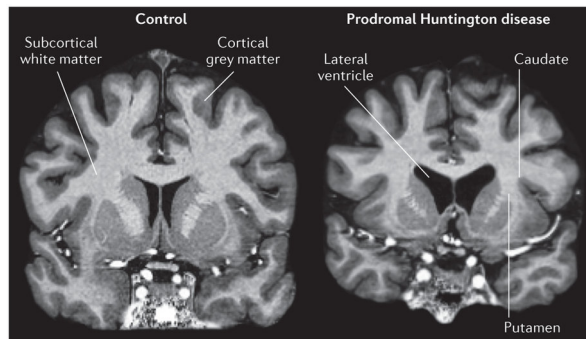 Control
Prodromal Huntington disease
Subcortical
white matter
Cortical
grey matter
Lateral
ventricle
Caudate
Putamen